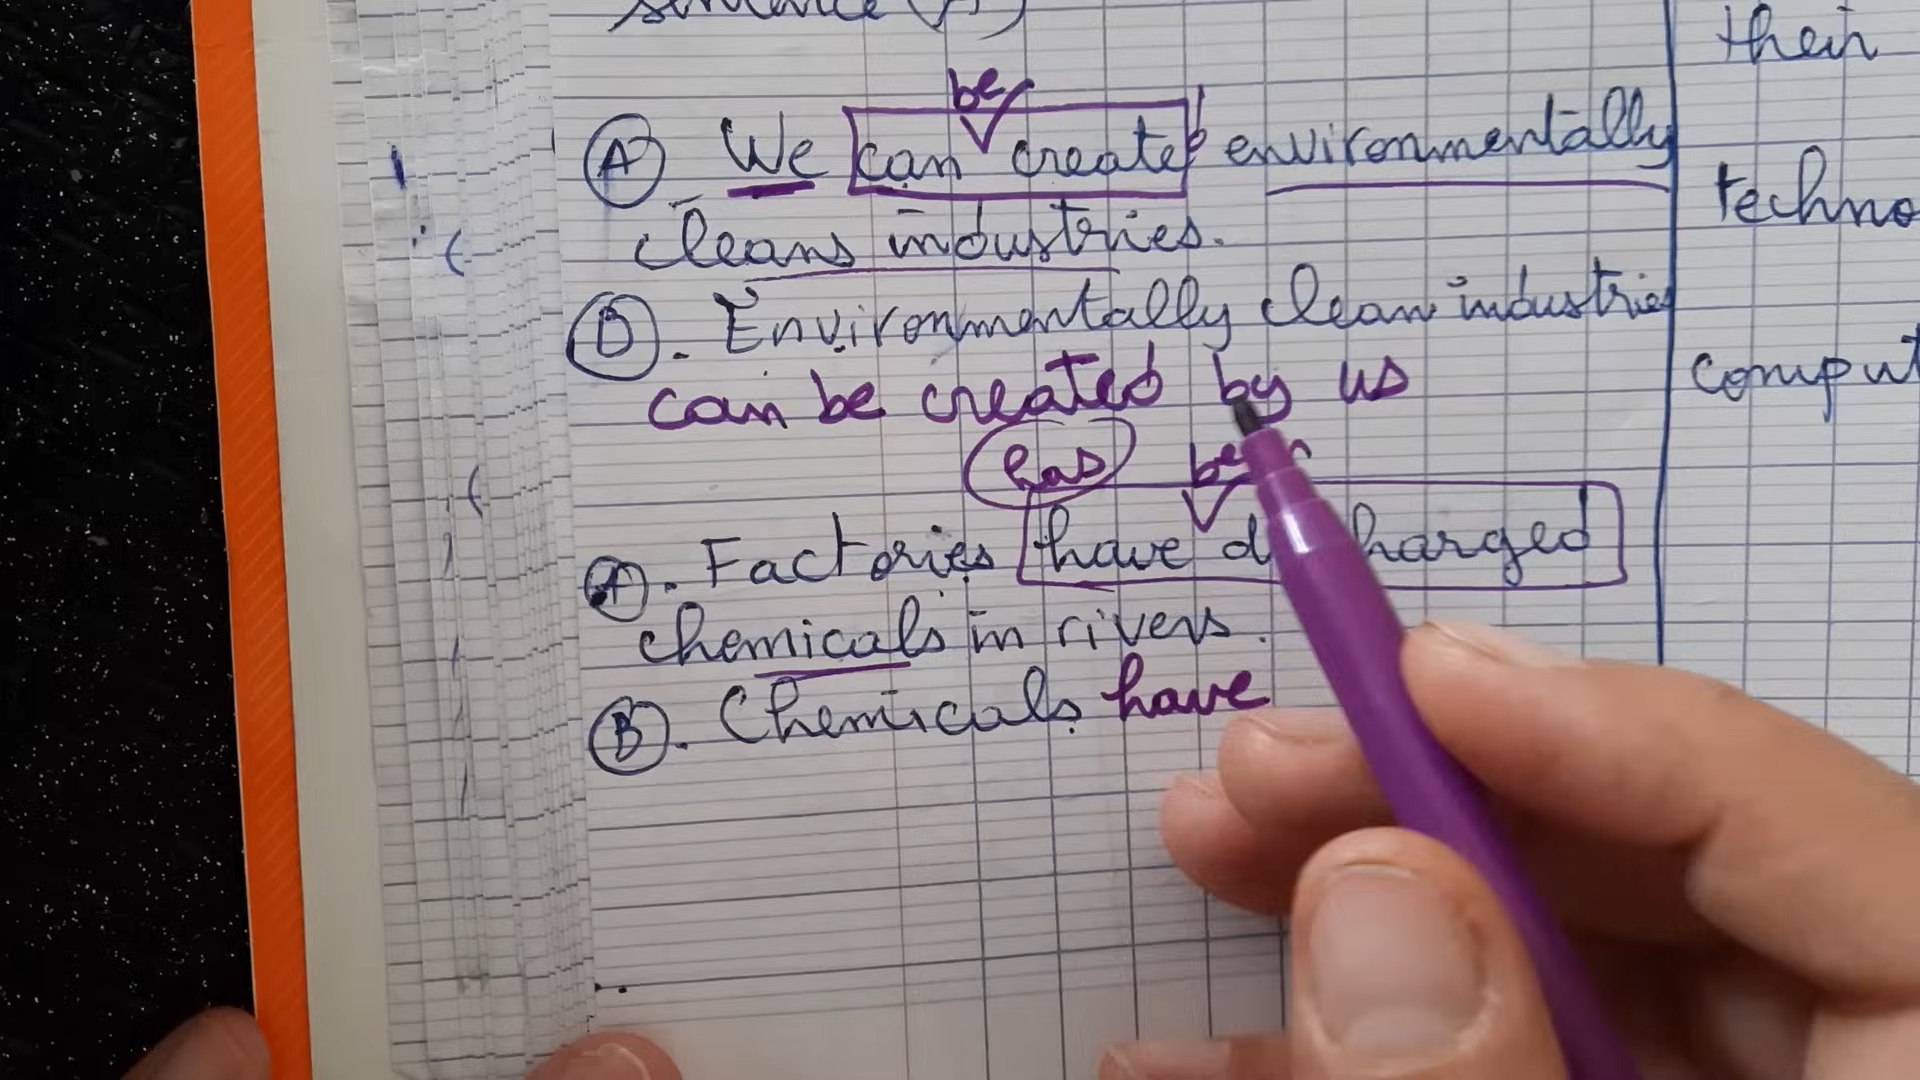 sentence (A)
be
(A) We can create d environmentally
cleans industries.
(B). Environmentally clean industries
can be created by us
has been
(A). Factories have discharged
chemicals in rivers.
(B). Chemicals have
their
techno
comput